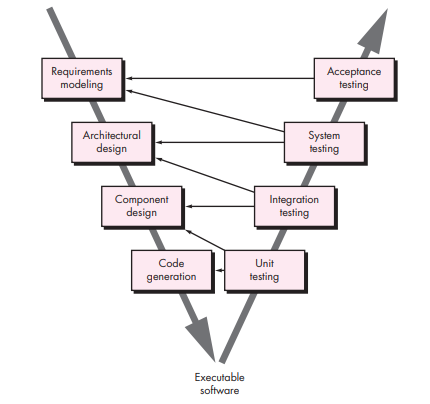 Requirements
modeling
Acceptance
testing
Architectural
design
System
testing
Component
design
Integration
testing
Code
generation
Unit
testing
Executable
software